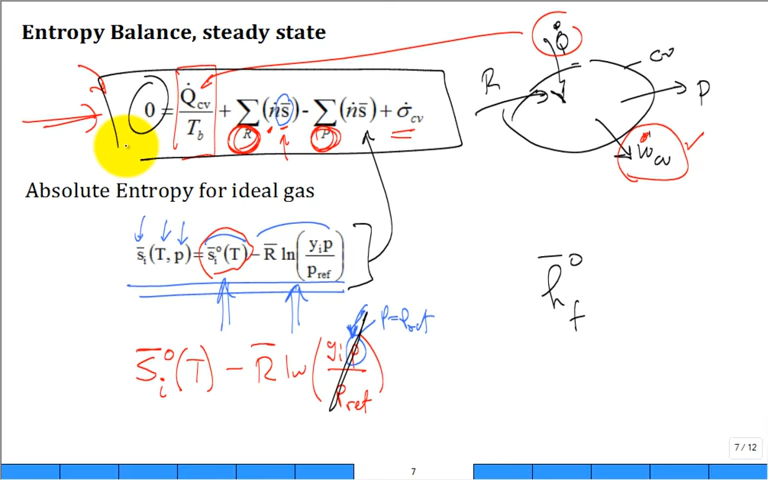 Entropy Balance, steady state
0 = Q̇cv/Tb + ∑R (ṅs̄) - ∑P (ṅs̄) + σ̇cv
Q̇
cv
R
P
Ẇcv
Absolute Entropy for ideal gas
s̄i(T, p) = s̄i°(T) − R̄ ln(yip/pref)
h̄f°
P=Pref
S̄i°(T) − R̄ ln(yip/Pref)
7 / 12
7